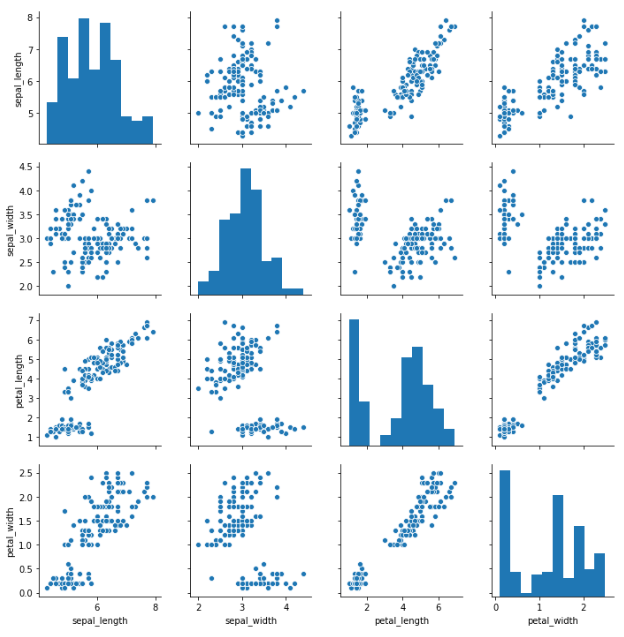 sepal_length
8
7
6
5
sepal_width
4.5
4.0
3.5
3.0
2.5
2.0
petal_length
7
6
5
4
3
2
1
petal_width
2.5
2.0
1.5
1.0
0.5
0.0
6 8
sepal_length
2 3 4
sepal_width
2 4 6
petal_length
0 1 2
petal_width